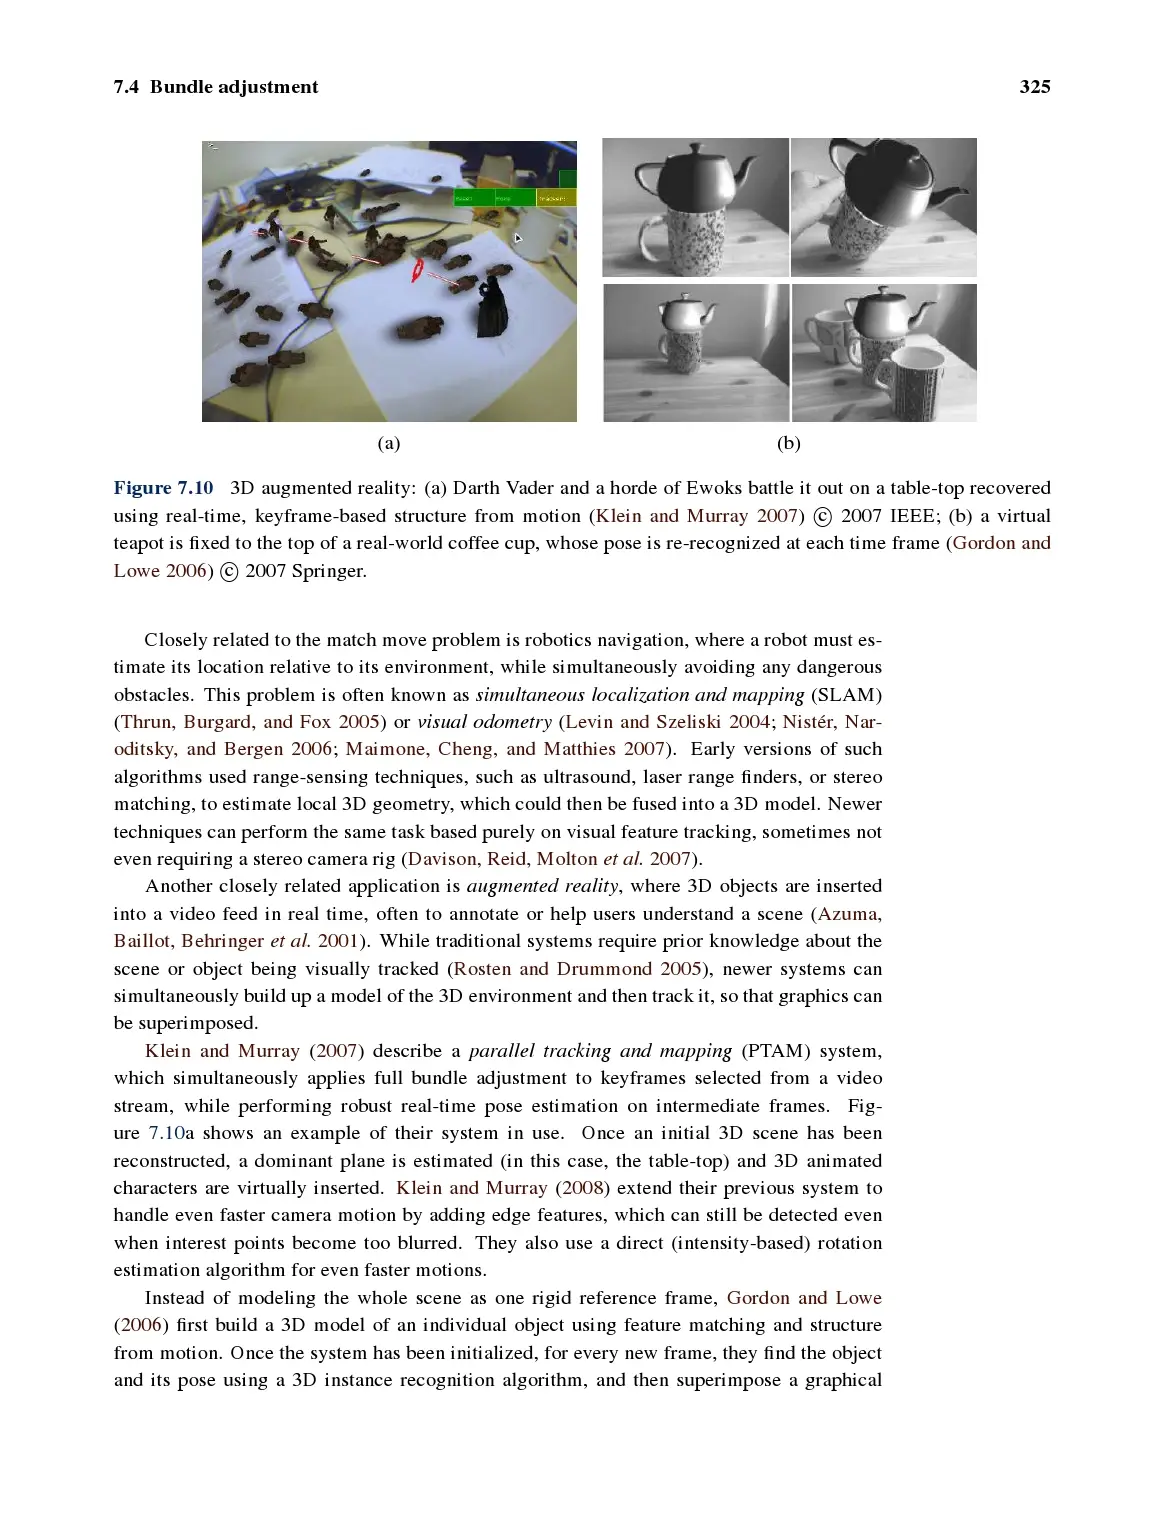 7.4 Bundle adjustment 325
(a) (b)
Figure 7.10 3D augmented reality: (a) Darth Vader and a horde of Ewoks battle it out on a table-top recovered
using real-time, keyframe-based structure from motion (Klein and Murray 2007) © 2007 IEEE; (b) a virtual
teapot is fixed to the top of a real-world coffee cup, whose pose is re-recognized at each time frame (Gordon and
Lowe 2006) © 2007 Springer.
Closely related to the match move problem is robotics navigation, where a robot must es-
timate its location relative to its environment, while simultaneously avoiding any dangerous
obstacles. This problem is often known as simultaneous localization and mapping (SLAM)
(Thrun, Burgard, and Fox 2005) or visual odometry (Levin and Szeliski 2004; Nistér, Nar-
oditsky, and Bergen 2006; Maimone, Cheng, and Matthies 2007). Early versions of such
algorithms used range-sensing techniques, such as ultrasound, laser range finders, or stereo
matching, to estimate local 3D geometry, which could then be fused into a 3D model. Newer
techniques can perform the same task based purely on visual feature tracking, sometimes not
even requiring a stereo camera rig (Davison, Reid, Molton et al. 2007).
Another closely related application is augmented reality, where 3D objects are inserted
into a video feed in real time, often to annotate or help users understand a scene (Azuma,
Baillot, Behringer et al. 2001). While traditional systems require prior knowledge about the
scene or object being visually tracked (Rosten and Drummond 2005), newer systems can
simultaneously build up a model of the 3D environment and then track it, so that graphics can
be superimposed.
Klein and Murray (2007) describe a parallel tracking and mapping (PTAM) system,
which simultaneously applies full bundle adjustment to keyframes selected from a video
stream, while performing robust real-time pose estimation on intermediate frames. Fig-
ure 7.10a shows an example of their system in use. Once an initial 3D scene has been
reconstructed, a dominant plane is estimated (in this case, the table-top) and 3D animated
characters are virtually inserted. Klein and Murray (2008) extend their previous system to
handle even faster camera motion by adding edge features, which can still be detected even
when interest points become too blurred. They also use a direct (intensity-based) rotation
estimation algorithm for even faster motions.
Instead of modeling the whole scene as one rigid reference frame, Gordon and Lowe
(2006) first build a 3D model of an individual object using feature matching and structure
from motion. Once the system has been initialized, for every new frame, they find the object
and its pose using a 3D instance recognition algorithm, and then superimpose a graphical